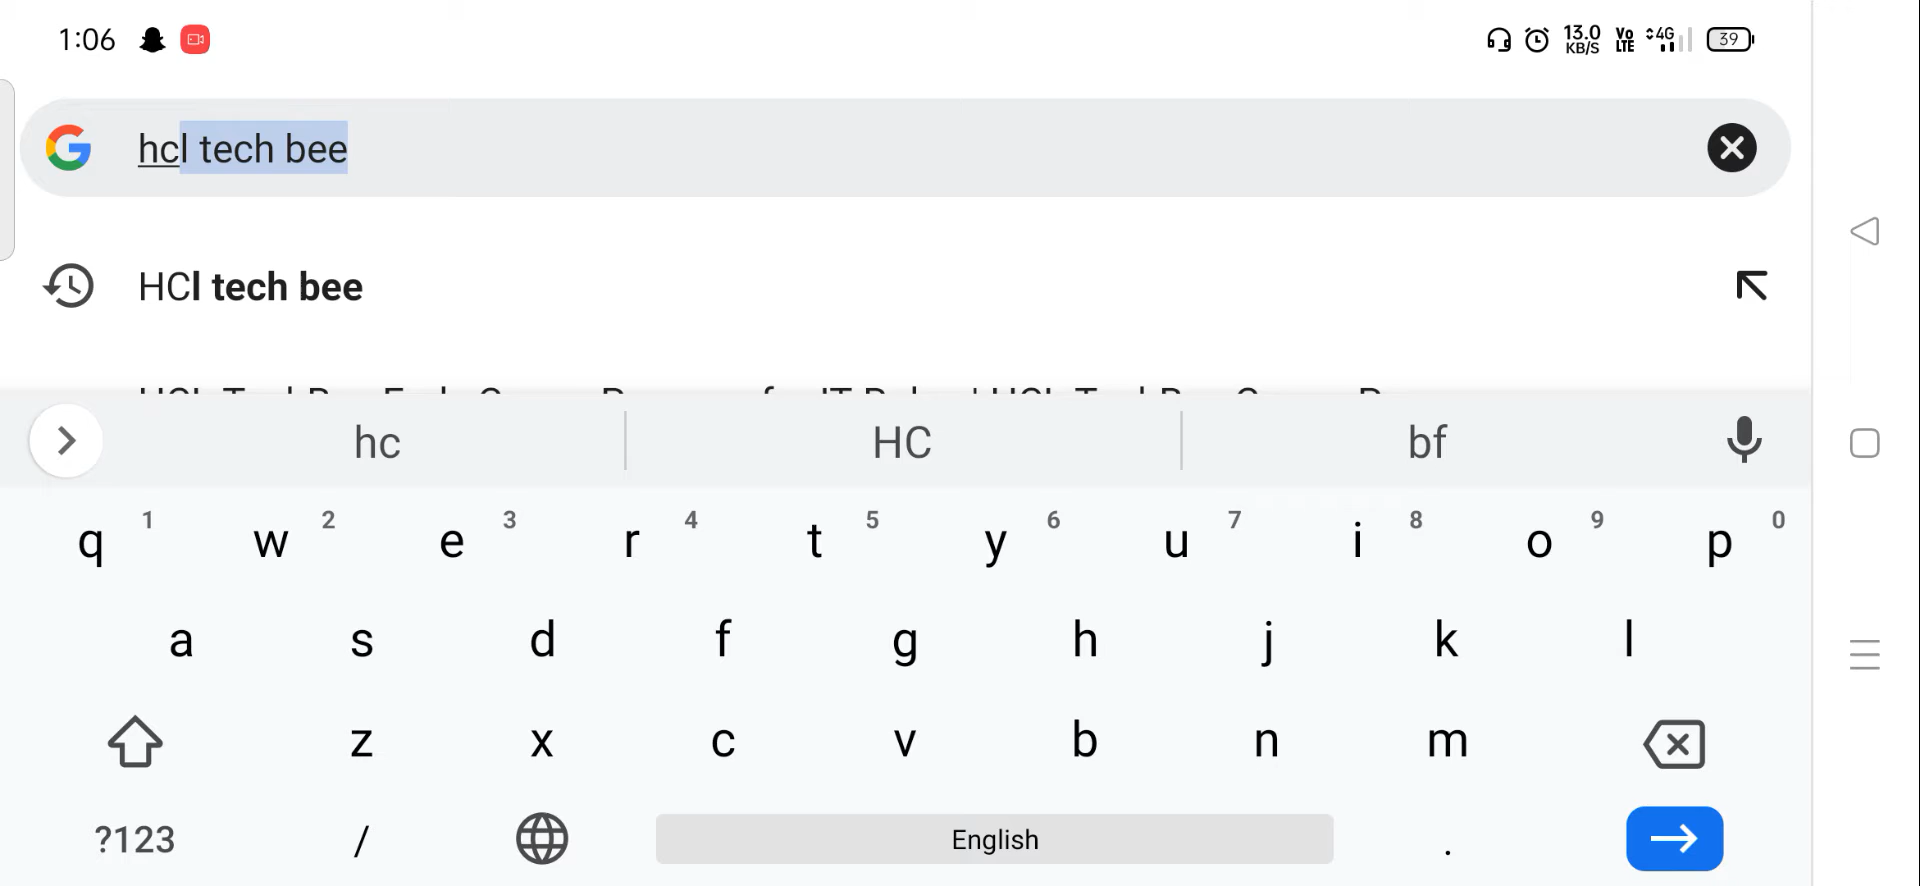 1:06 13.0 KB/S Vo LTE 4G 39
hcl tech bee
HCl tech bee
hc HC bf
1 2 3 4 5 6 7 8 9 0
q w e r t y u i o p
a s d f g h j k l
z x c v b n m
?123 / English .